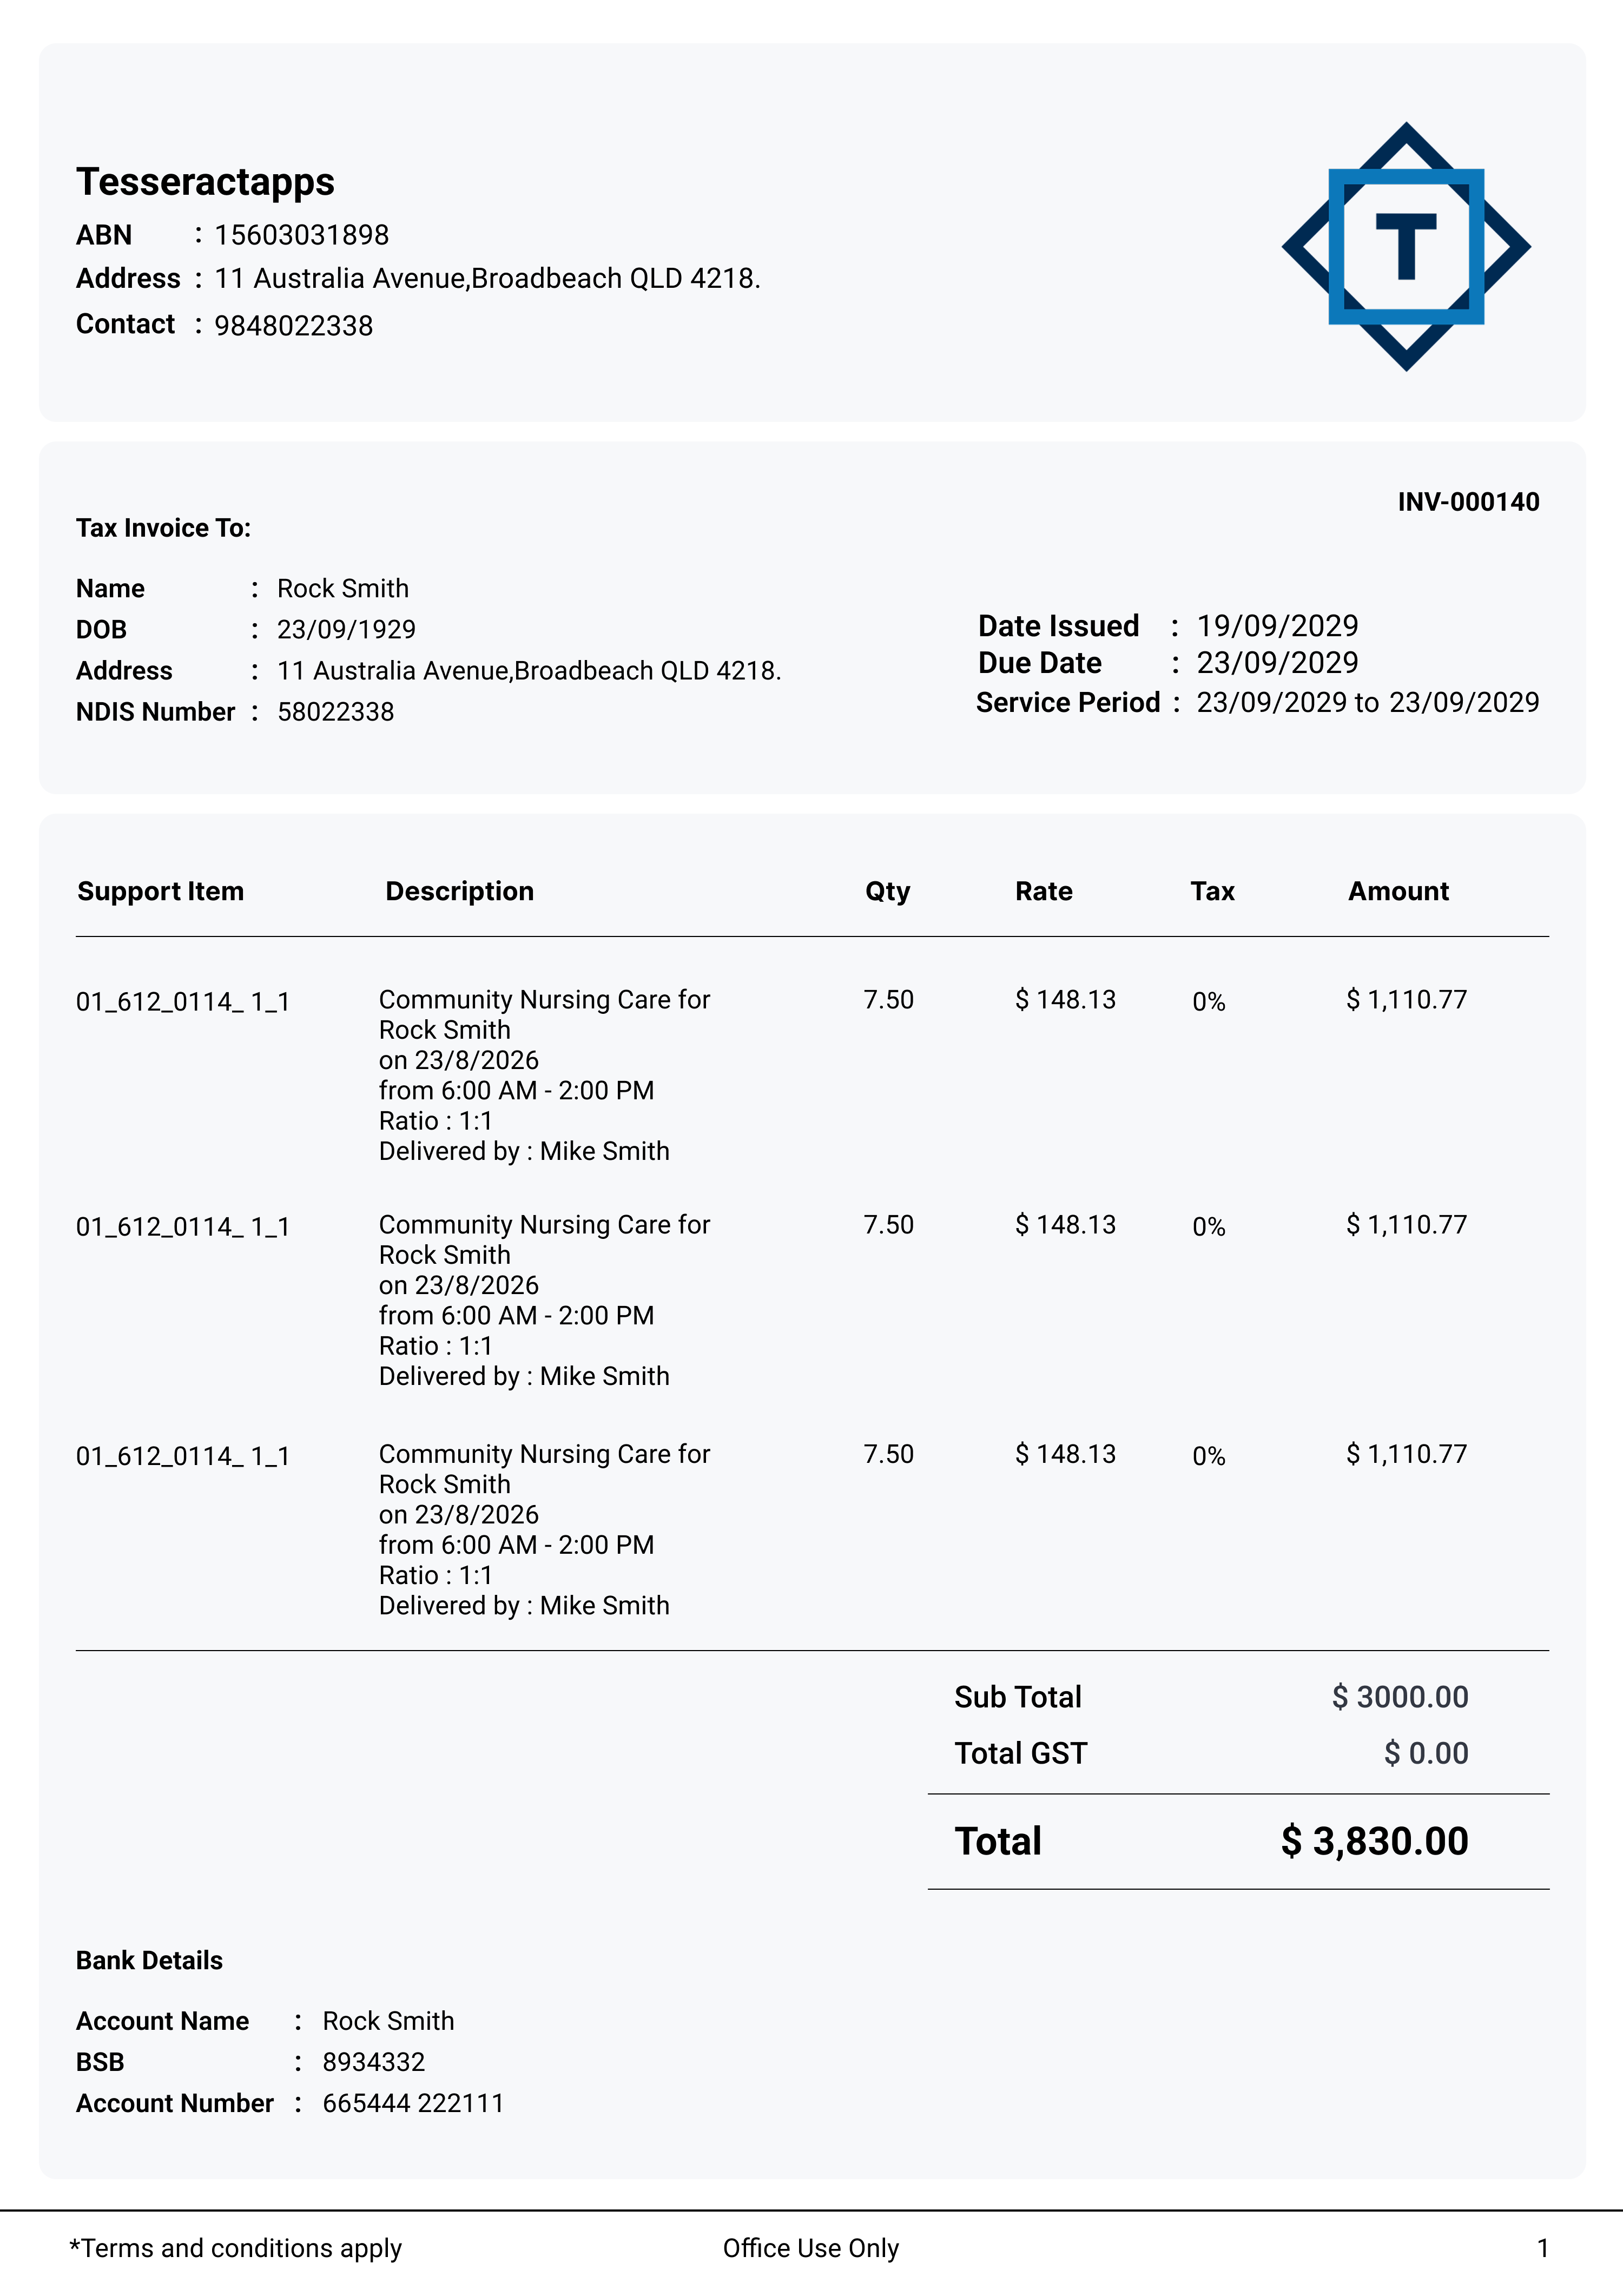 Tesseractapps
ABN : 15603031898
Address : 11 Australia Avenue,Broadbeach QLD 4218.
Contact : 9848022338
T
INV-000140
Tax Invoice To:
Name : Rock Smith
DOB : 23/09/1929
Address : 11 Australia Avenue,Broadbeach QLD 4218.
NDIS Number : 58022338
Date Issued : 19/09/2029
Due Date : 23/09/2029
Service Period : 23/09/2029 to 23/09/2029
Support Item Description Qty Rate Tax Amount
01_612_0114_ 1_1 Community Nursing Care for 7.50 $ 148.13 0% $ 1,110.77
Rock Smith
on 23/8/2026
from 6:00 AM - 2:00 PM
Ratio : 1:1
Delivered by : Mike Smith
01_612_0114_ 1_1 Community Nursing Care for 7.50 $ 148.13 0% $ 1,110.77
Rock Smith
on 23/8/2026
from 6:00 AM - 2:00 PM
Ratio : 1:1
Delivered by : Mike Smith
01_612_0114_ 1_1 Community Nursing Care for 7.50 $ 148.13 0% $ 1,110.77
Rock Smith
on 23/8/2026
from 6:00 AM - 2:00 PM
Ratio : 1:1
Delivered by : Mike Smith
Sub Total $ 3000.00
Total GST $ 0.00
Total $ 3,830.00
Bank Details
Account Name : Rock Smith
BSB : 8934332
Account Number : 665444 222111
*Terms and conditions apply Office Use Only 1